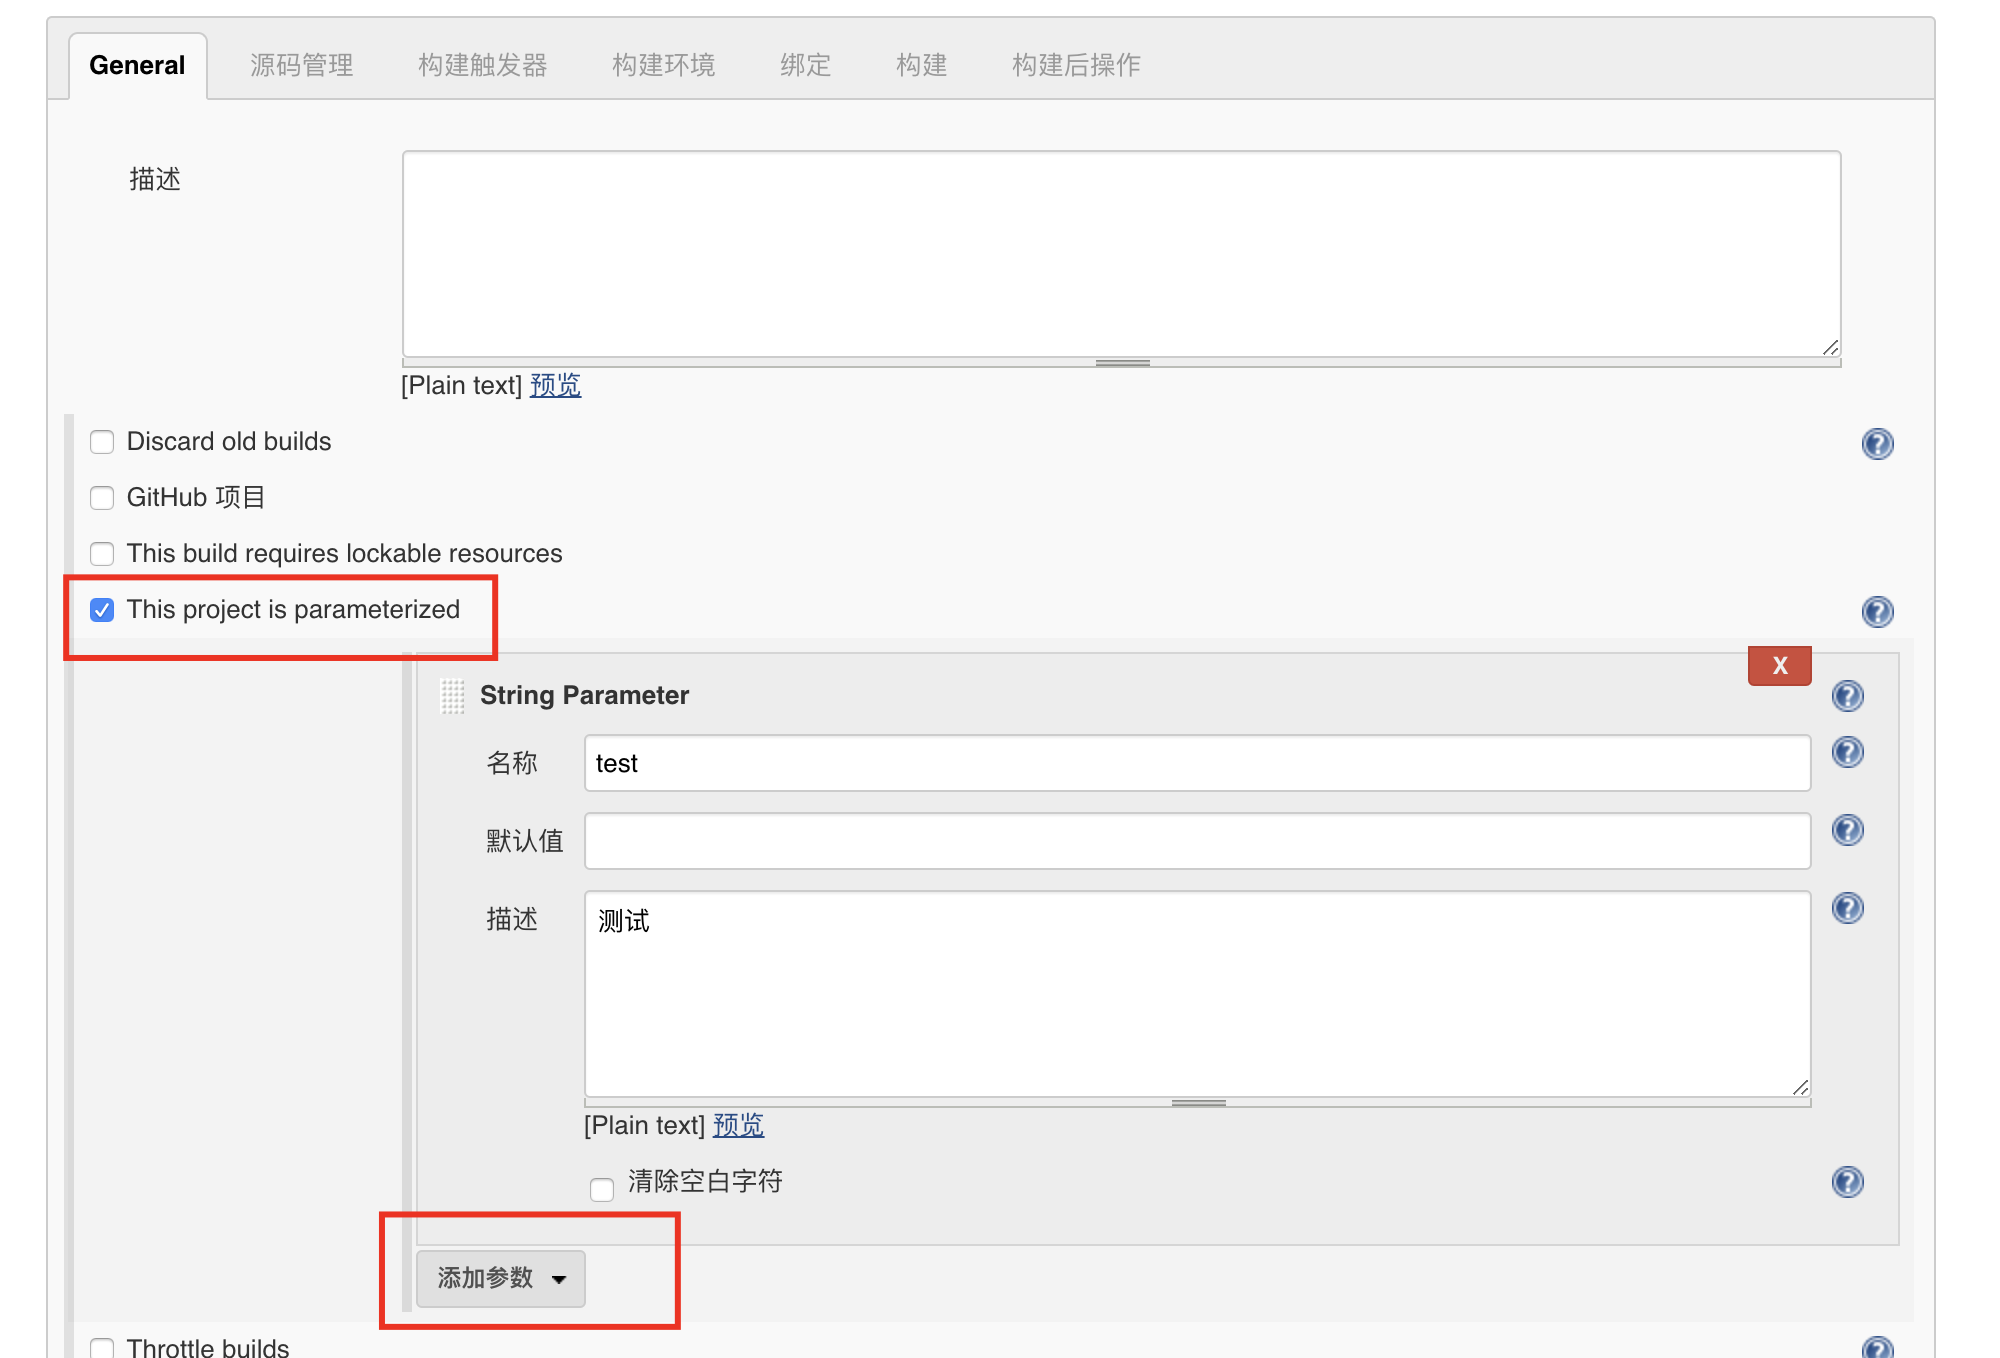 General 源码管理 构建触发器 构建环境 绑定 构建 构建后操作
描述
[Plain text] 预览
Discard old builds
GitHub 项目
This build requires lockable resources
This project is parameterized
X
String Parameter
名称 test
默认值
描述 测试
[Plain text] 预览
清除空白字符
添加参数
Throttle builds